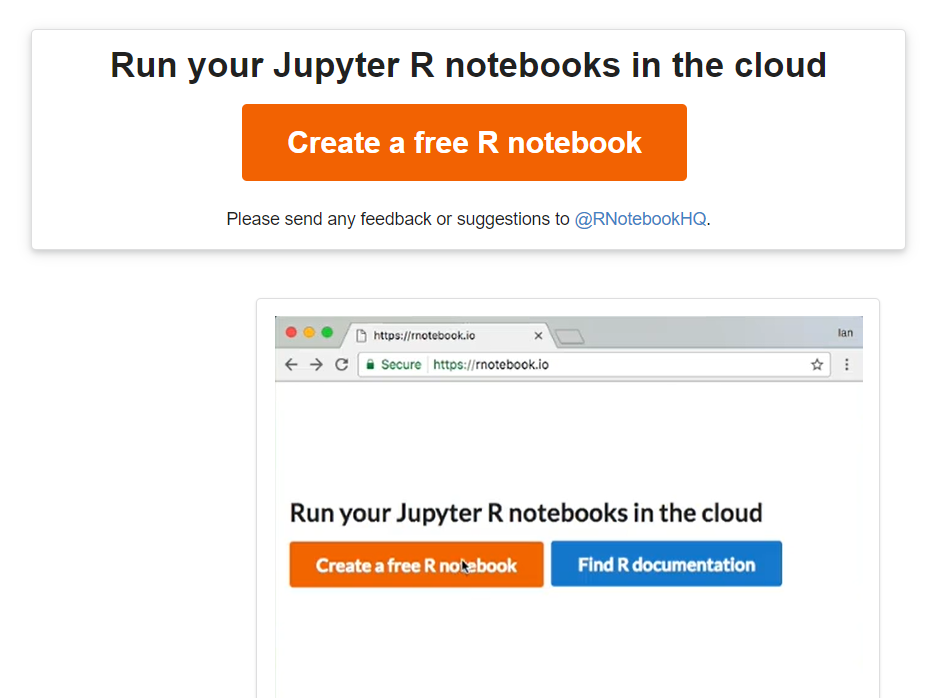 Run your Jupyter R notebooks in the cloud
Create a free R notebook
Please send any feedback or suggestions to @RNotebookHQ.
https://rnotebook.io
Ian
Secure https://rnotebook.io
Run your Jupyter R notebooks in the cloud
Create a free R notebook
Find R documentation